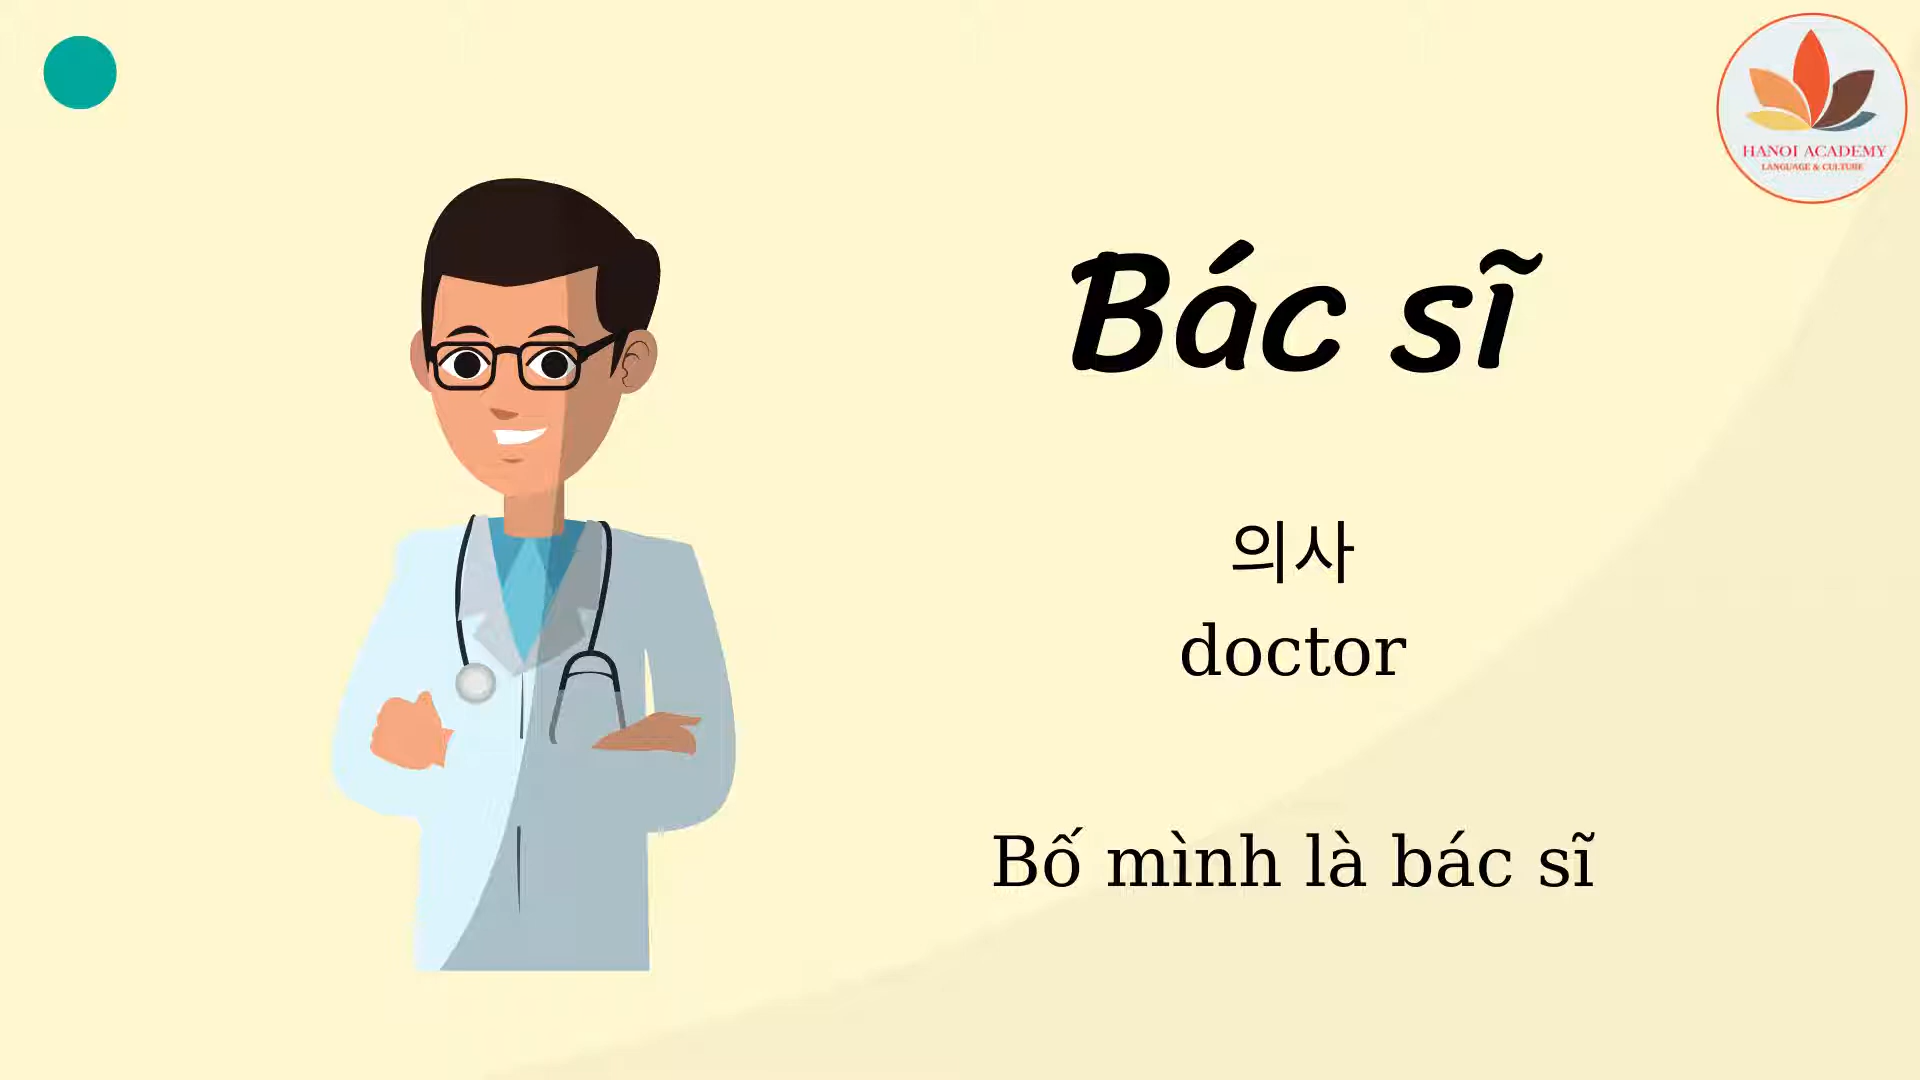 HANOI ACADEMY
LANGUAGE & CULTURE
Bác sĩ
의사
doctor
Bố mình là bác sĩ